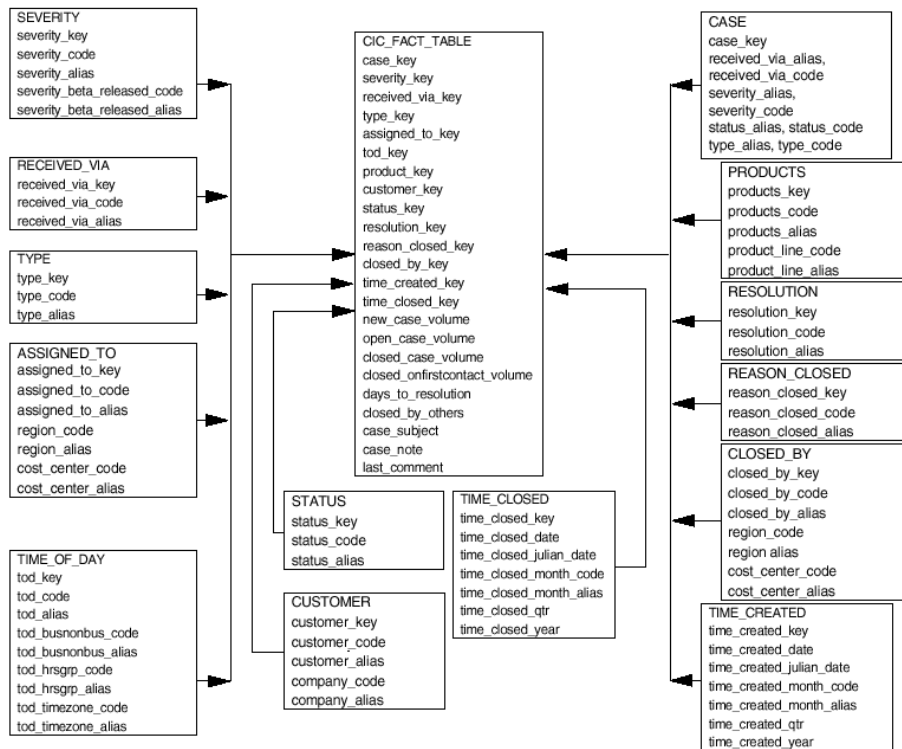 SEVERITY
severity_key
severity_code
severity_alias
severity_beta_released_code
severity_beta_released_alias
RECEIVED_VIA
received_via_key
received_via_code
received_via_alias
TYPE
type_key
type_code
type_alias
ASSIGNED_TO
assigned_to_key
assigned_to_code
assigned_to_alias
region_code
region_alias
cost_center_code
cost_center_alias
TIME_OF_DAY
tod_key
tod_code
tod_alias
tod_busnonbus_code
tod_busnonbus_alias
tod_hrsgrp_code
tod_hrsgrp_alias
tod_timezone_code
tod_timezone_alias
CIC_FACT_TABLE
case_key
severity_key
received_via_key
type_key
assigned_to_key
tod_key
product_key
customer_key
status_key
resolution_key
reason_closed_key
closed_by_key
time_created_key
time_closed_key
new_case_volume
open_case_volume
closed_case_volume
closed_onfirstcontact_volume
days_to_resolution
closed_by_others
case_subject
case_note
last_comment
STATUS
status_key
status_code
status_alias
CUSTOMER
customer_key
customer_code
customer_alias
company_code
company_alias
TIME_CLOSED
time_closed_key
time_closed_date
time_closed_julian_date
time_closed_month_code
time_closed_month_alias
time_closed_qtr
time_closed_year
CASE
case_key
received_via_alias,
received_via_code
severity_alias,
severity_code
status_alias, status_code
type_alias, type_code
PRODUCTS
products_key
products_code
products_alias
product_line_code
product_line_alias
RESOLUTION
resolution_key
resolution_code
resolution_alias
REASON_CLOSED
reason_closed_key
reason_closed_code
reason_closed_alias
CLOSED_BY
closed_by_key
closed_by_code
closed_by_alias
region_code
region alias
cost_center_code
cost_center_alias
TIME_CREATED
time_created_key
time_created_date
time_created_julian_date
time_created_month_code
time_created_month_alias
time_created_qtr
time_created_year